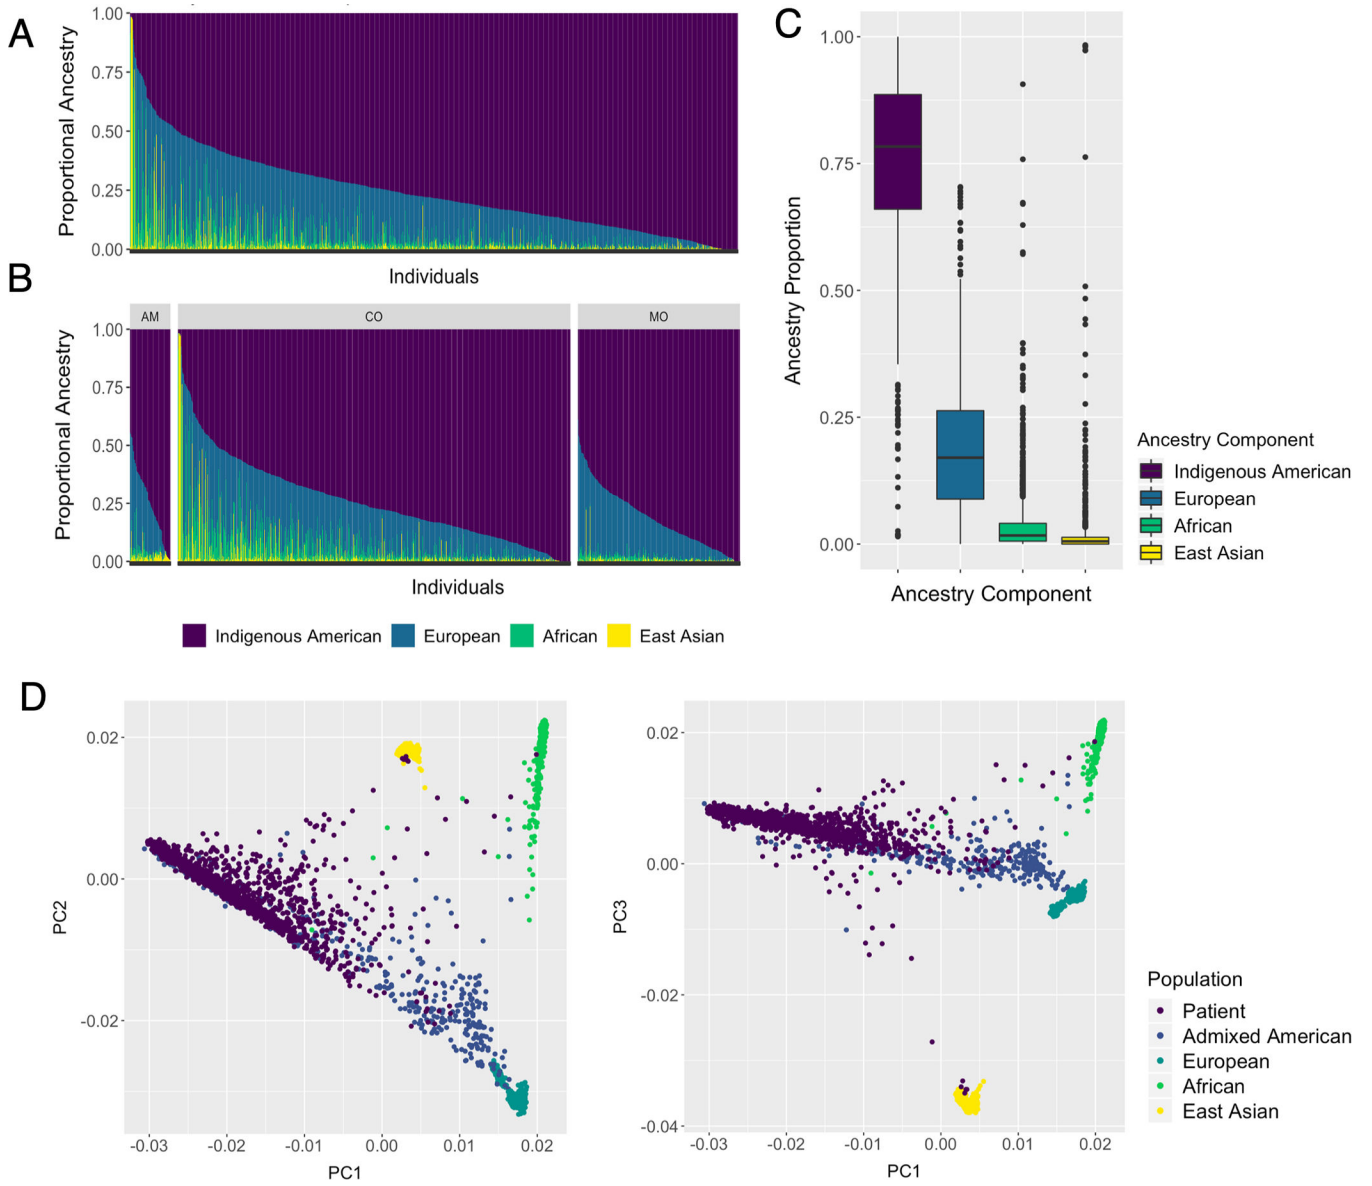 A
Proportional Ancestry
1.00
0.75
0.50
0.25
0.00
Individuals
B
AM
CO
MO
Proportional Ancestry
1.00
0.75
0.50
0.25
0.00
Individuals
Indigenous American
European
African
East Asian
C
Ancestry Proportion
1.00
0.75
0.50
0.25
0.00
Ancestry Component
Ancestry Component
Indigenous American
European
African
East Asian
D
PC2
0.02
0.00
-0.02
-0.03
-0.02
-0.01
0.00
0.01
0.02
PC1
PC3
0.02
0.00
-0.02
-0.04
-0.03
-0.02
-0.01
0.00
0.01
0.02
PC1
Population
Patient
Admixed American
European
African
East Asian